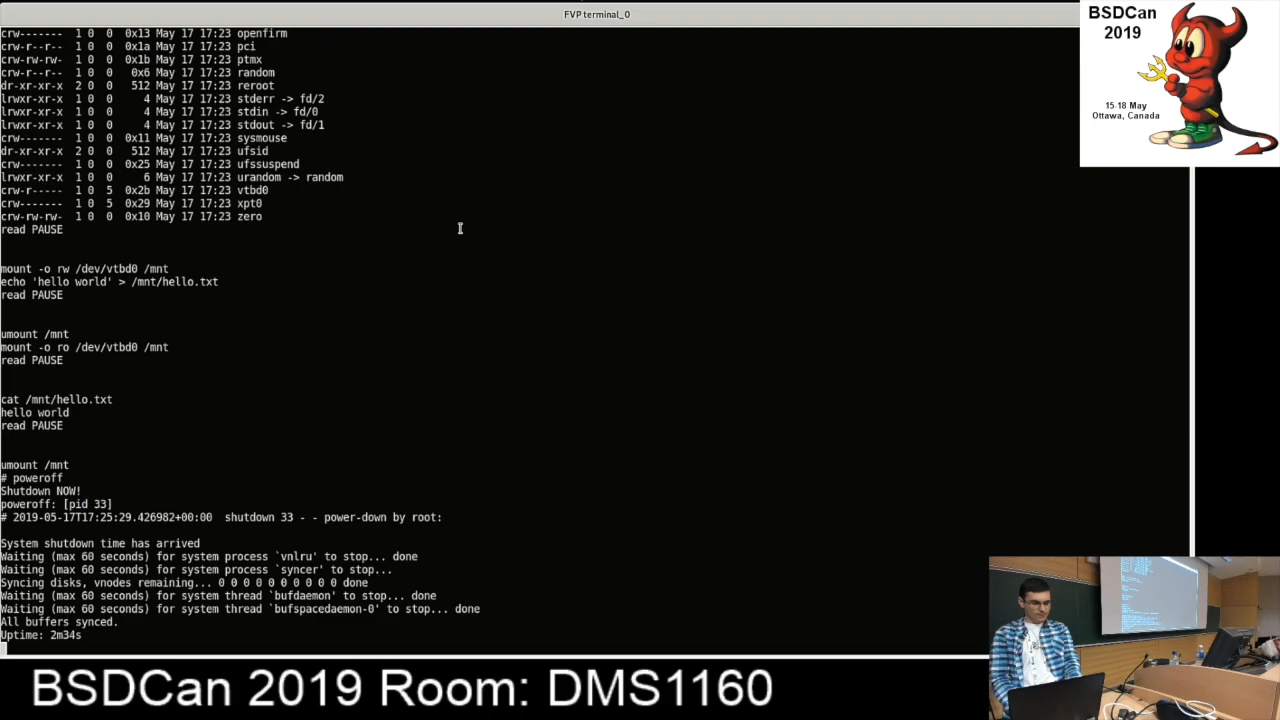 FVP terminal_0
crw------- 1 0 0 0x13 May 17 17:23 openfirm
crw-r--r-- 1 0 0 0x1a May 17 17:23 pci
crw-rw-rw- 1 0 0 0x1b May 17 17:23 ptmx
crw-r--r-- 1 0 0 0x6 May 17 17:23 random
dr-xr-xr-x 2 0 0 512 May 17 17:23 reroot
lrwxr-xr-x 1 0 0 4 May 17 17:23 stderr -> fd/2
lrwxr-xr-x 1 0 0 4 May 17 17:23 stdin -> fd/0
lrwxr-xr-x 1 0 0 4 May 17 17:23 stdout -> fd/1
crw------- 1 0 0 0x11 May 17 17:23 sysmouse
dr-xr-xr-x 2 0 0 512 May 17 17:23 ufsid
crw------- 1 0 0 0x25 May 17 17:23 ufssuspend
lrwxr-xr-x 1 0 0 6 May 17 17:23 urandom -> random
crw-r----- 1 0 5 0x2b May 17 17:23 vtbd0
crw------- 1 0 5 0x29 May 17 17:23 xpt0
crw-rw-rw- 1 0 0 0x10 May 17 17:23 zero
read PAUSE
mount -o rw /dev/vtbd0 /mnt
echo 'hello world' > /mnt/hello.txt
read PAUSE
umount /mnt
mount -o ro /dev/vtbd0 /mnt
read PAUSE
cat /mnt/hello.txt
hello world
read PAUSE
umount /mnt
# poweroff
Shutdown NOW!
poweroff: [pid 33]
# 2019-05-17T17:25:29.426982+00:00 shutdown 33 - - power-down by root:
System shutdown time has arrived
Waiting (max 60 seconds) for system process `vnlru' to stop... done
Waiting (max 60 seconds) for system process `syncer' to stop...
Syncing disks, vnodes remaining... 0 0 0 0 0 0 0 0 0 0 done
Waiting (max 60 seconds) for system thread `bufdaemon' to stop... done
Waiting (max 60 seconds) for system thread `bufspacedaemon-0' to stop... done
All buffers synced.
Uptime: 2m34s
BSDCan
2019
15-18 May
Ottawa, Canada
BSDCan 2019 Room: DMS1160